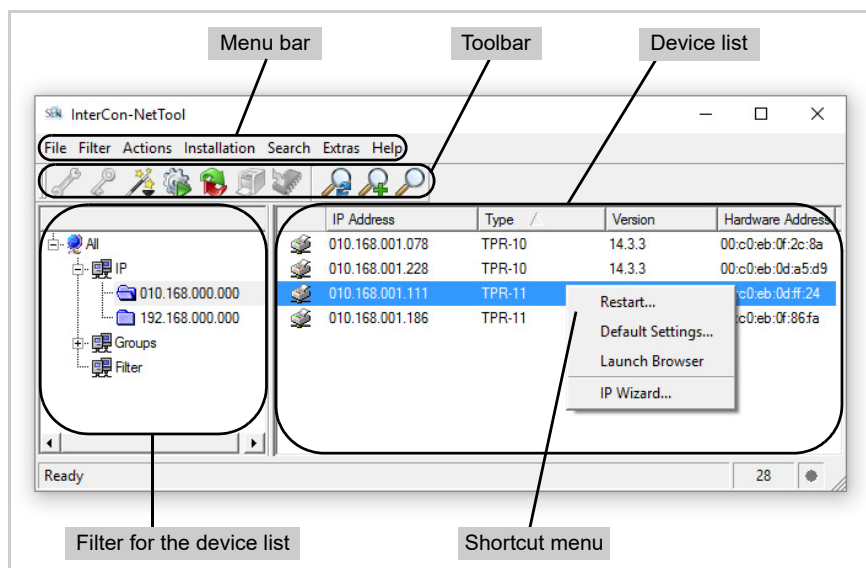 Menu bar Toolbar Device list
SEH InterCon-NetTool
File Filter Actions Installation Search Extras Help
IP Address Type Version Hardware Address
All
IP
010.168.000.000
192.168.000.000
Groups
Filter
010.168.001.078 TPR-10 14.3.3 00:c0:eb:0f:2c:8a
010.168.001.228 TPR-10 14.3.3 00:c0:eb:0d:a5:d9
010.168.001.111 TPR-11 :c0:eb:0d:ff:24
010.168.001.186 TPR-11 :c0:eb:0f:86:fa
Restart...
Default Settings...
Launch Browser
IP Wizard...
Ready 28
Filter for the device list Shortcut menu